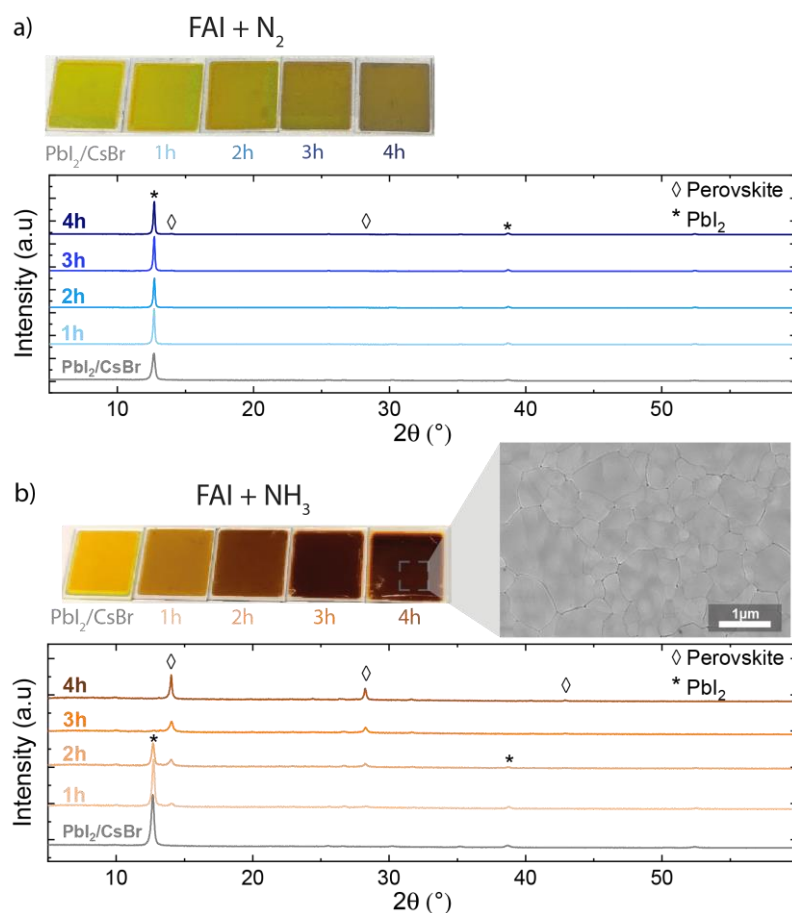 a)
FAI + N₂
PbI₂/CsBr 1h 2h 3h 4h
* ◊ ◊ * ◊ Perovskite
* PbI₂
4h
3h
2h
1h
PbI₂/CsBr
Intensity (a.u)
10 20 30 40 50
2θ (°)
b)
FAI + NH₃
PbI₂/CsBr 1h 2h 3h 4h
1µm
◊ ◊ ◊ ◊ Perovskite
* PbI₂
4h
3h
*
2h *
1h
PbI₂/CsBr
Intensity (a.u)
10 20 30 40 50
2θ (°)